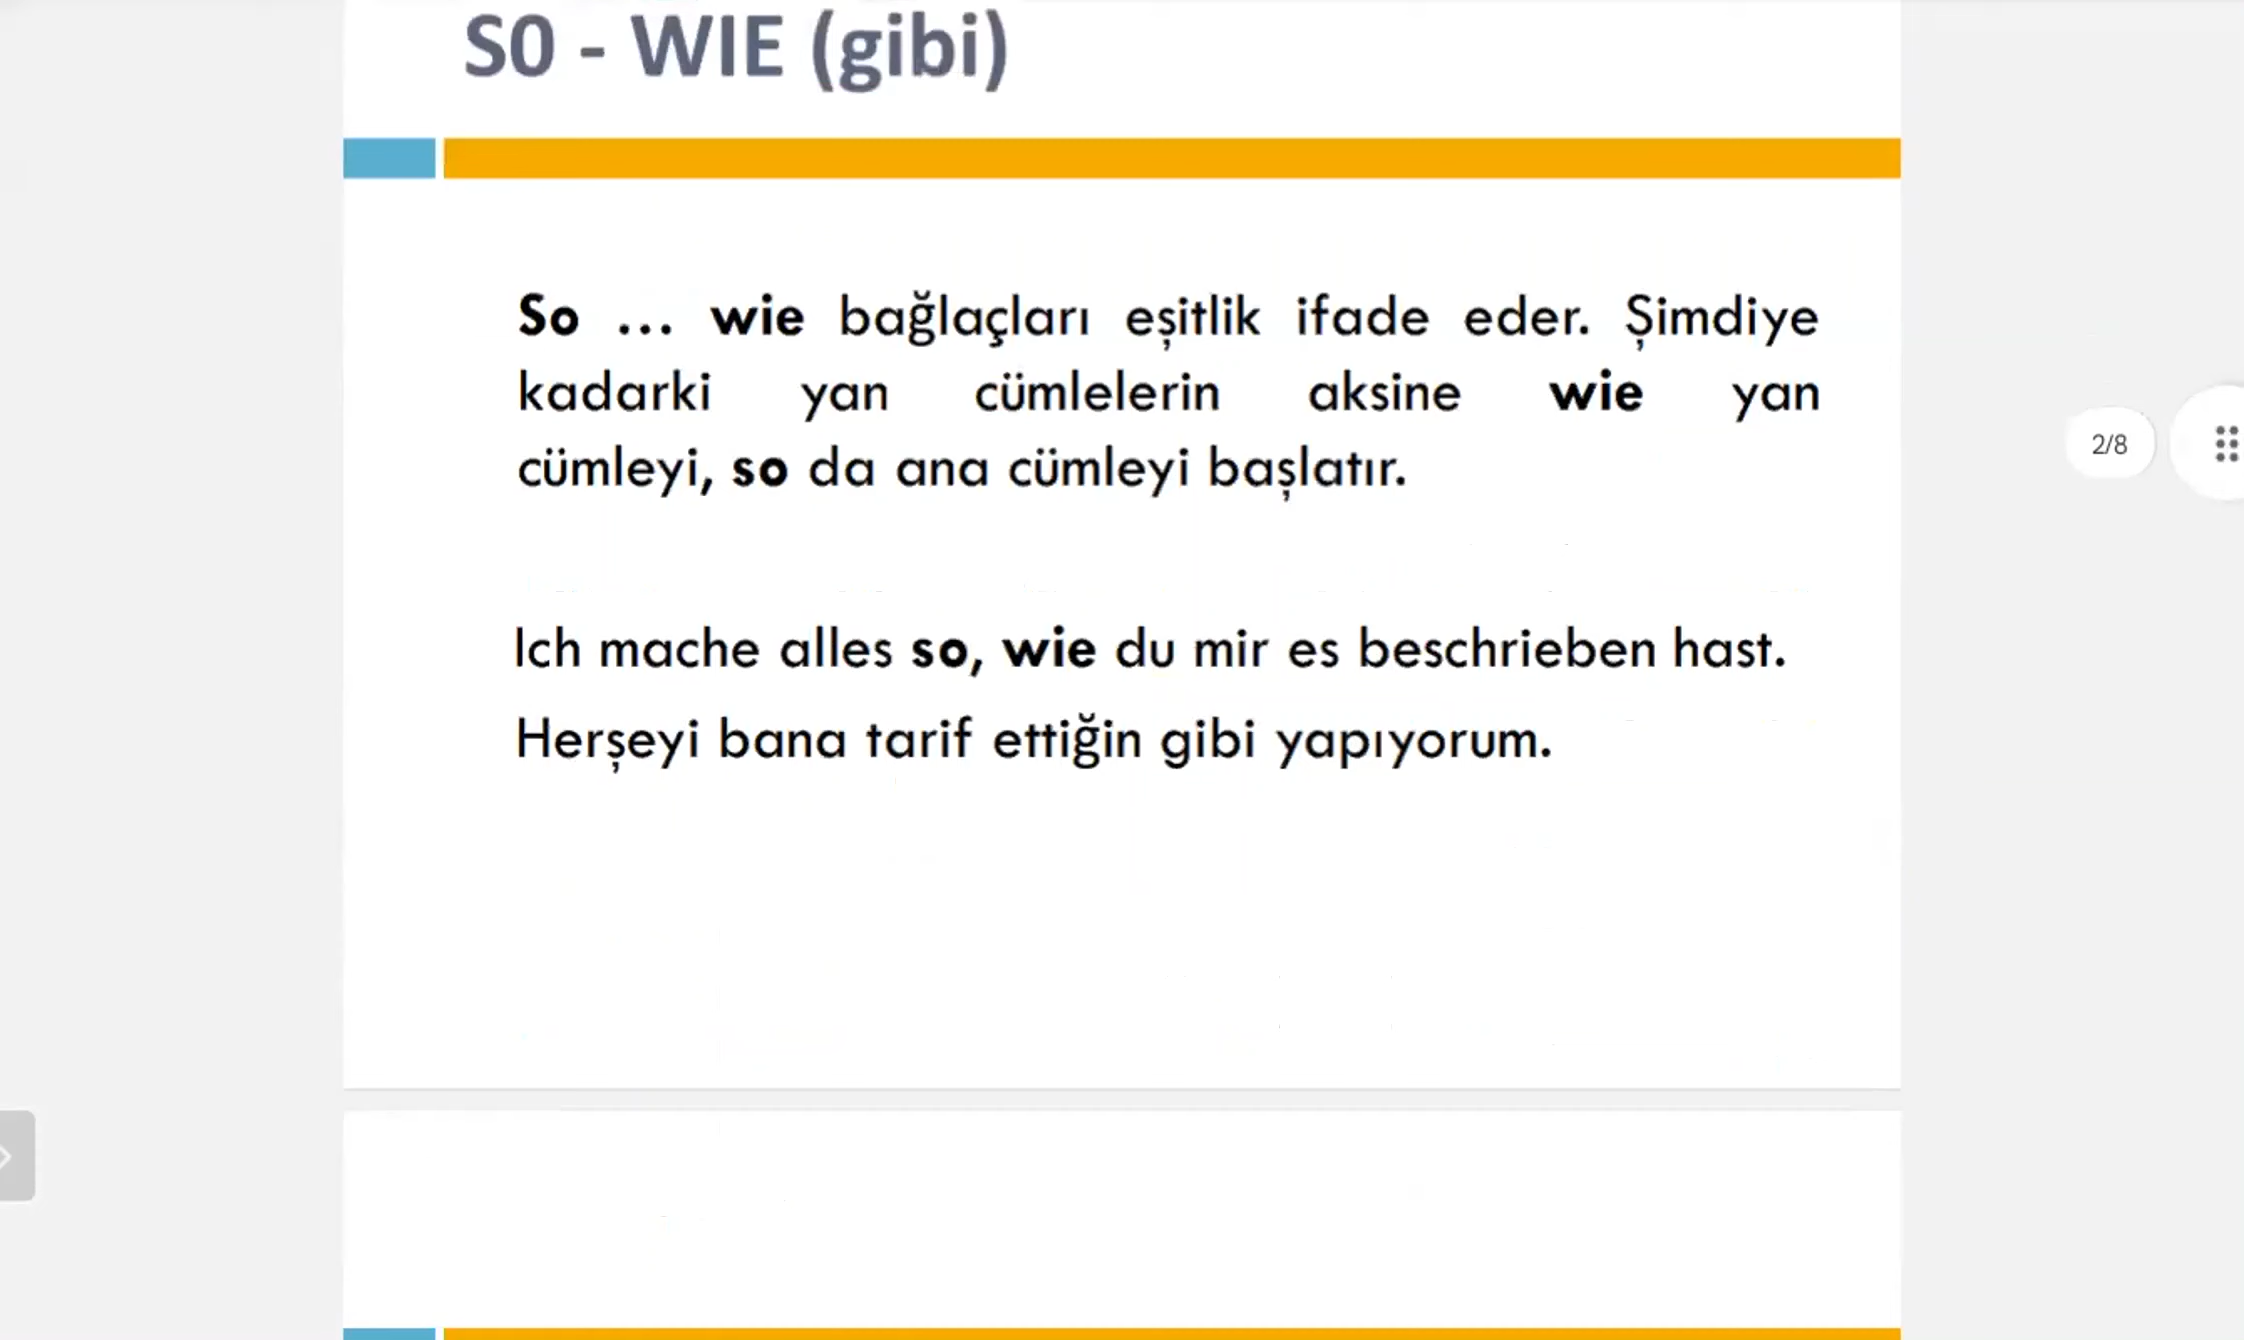 S0 - WIE (gibi)
So ... wie bağlaçları eşitlik ifade eder. Şimdiye
kadarki yan cümlelerin aksine wie yan
cümleyi, so da ana cümleyi başlatır.
2/8
Ich mache alles so, wie du mir es beschrieben hast.
Herşeyi bana tarif ettiğin gibi yapıyorum.